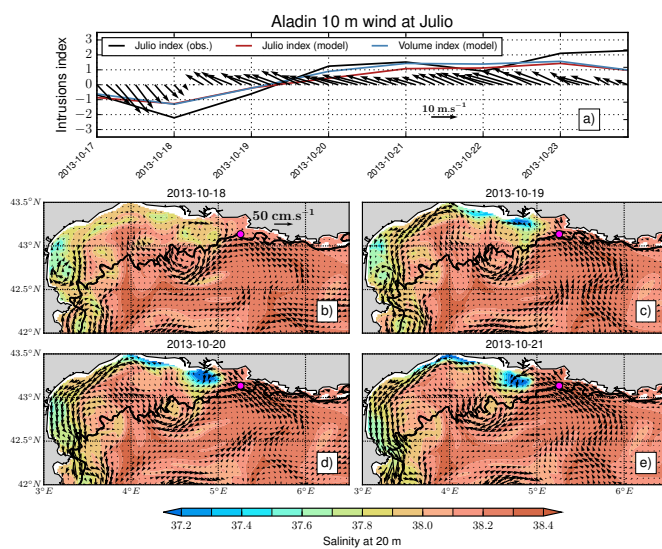 Aladin 10 m wind at Julio
Julio index (obs.) Julio index (model) Volume index (model)
Intrusions index
3
2
1
0
−1
−2
−3
10 m.s⁻¹
a)
2013-10-17 2013-10-18 2013-10-19 2013-10-20 2013-10-21 2013-10-22 2013-10-23
2013-10-18 2013-10-19
43.5°N
43°N
42.5°N
42°N
50 cm.s⁻¹
b) c)
2013-10-20 2013-10-21
43.5°N
43°N
42.5°N
42°N
d) e)
3°E 4°E 5°E 6°E 3°E 4°E 5°E 6°E
37.2 37.4 37.6 37.8 38.0 38.2 38.4
Salinity at 20 m